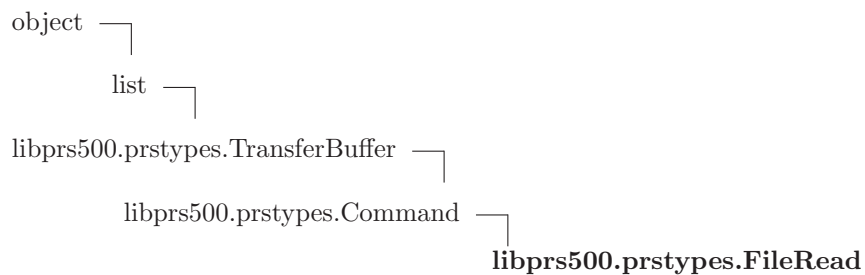 object
list
libprs500.prstypes.TransferBuffer
libprs500.prstypes.Command
libprs500.prstypes.FileRead